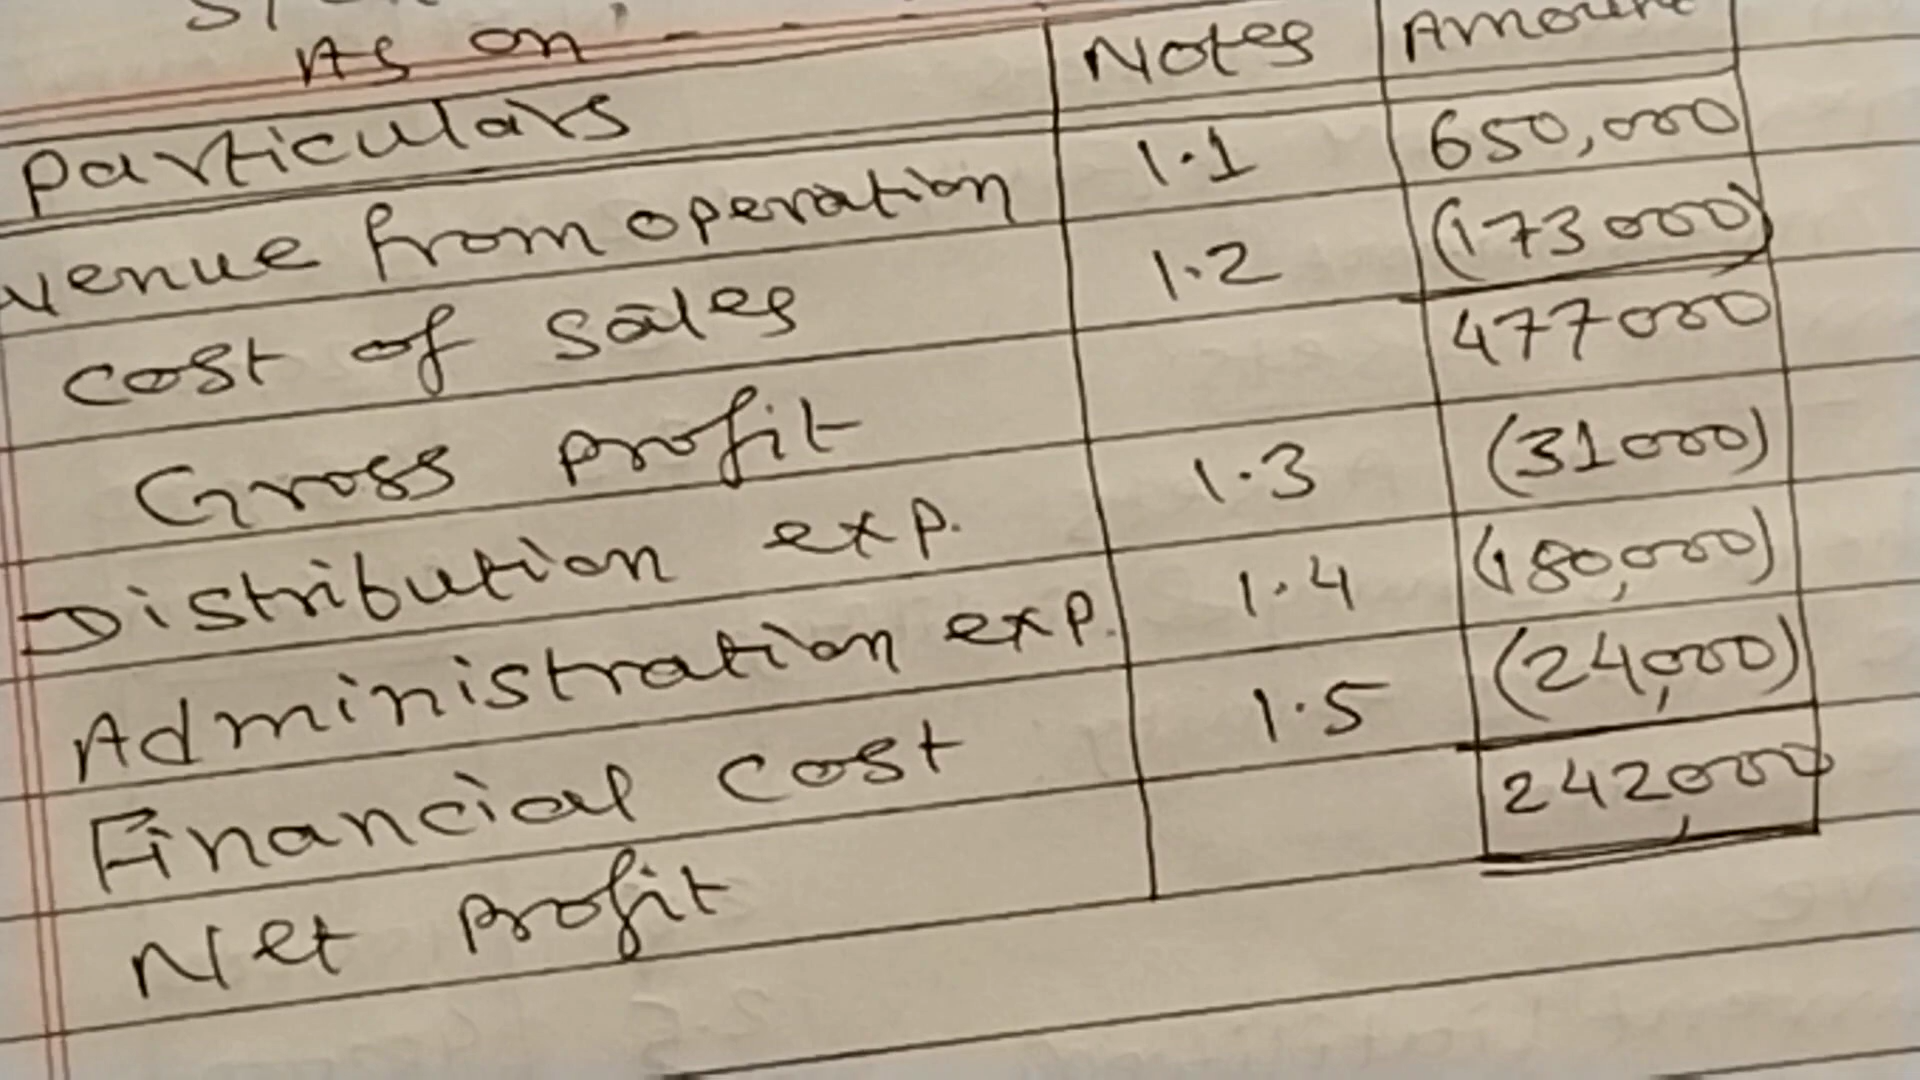 As on
Particulars Notes Amount
venue from operation 1.1 650,000
cost of sales 1.2 (173000)
Gross profit 477000
Distribution exp. 1.3 (31000)
Administration exp. 1.4 (180,000)
Financial cost 1.5 (24,000)
Net profit 242,000